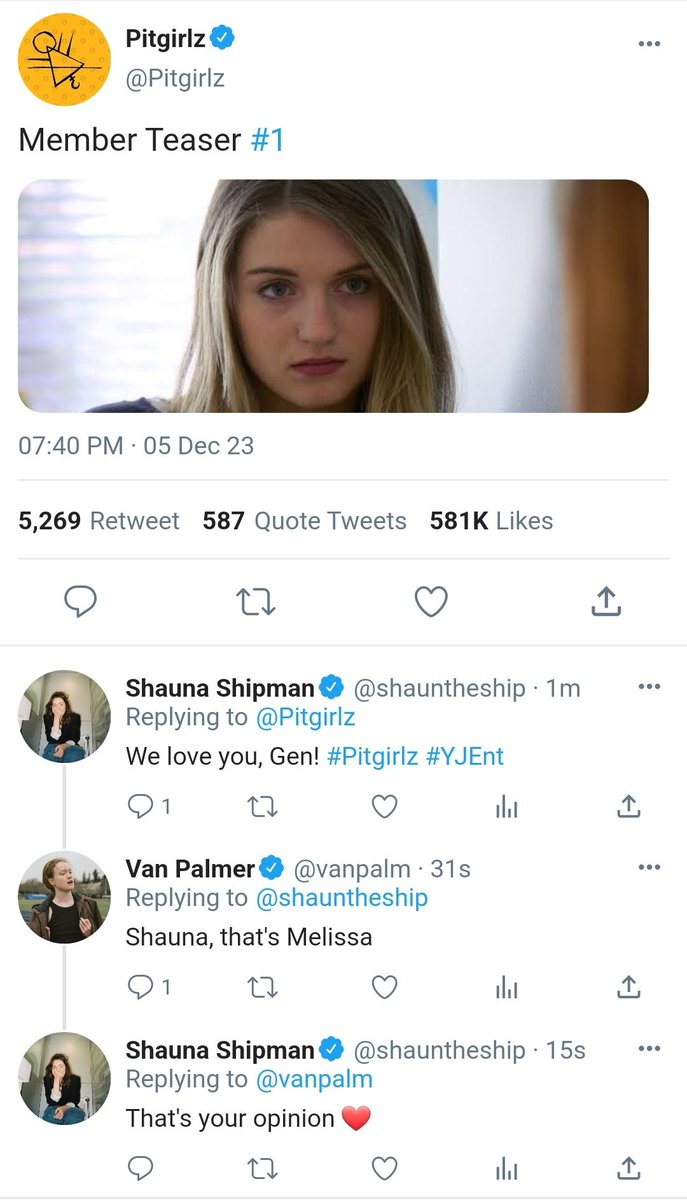 Pitgirlz
@Pitgirlz
Member Teaser #1
07:40 PM · 05 Dec 23
5,269 Retweet 587 Quote Tweets 581K Likes
Shauna Shipman @shauntheship · 1m
Replying to @Pitgirlz
We love you, Gen! #Pitgirlz #YJEnt
1
Van Palmer @vanpalm · 31s
Replying to @shauntheship
Shauna, that's Melissa
1
Shauna Shipman @shauntheship · 15s
Replying to @vanpalm
That's your opinion ❤️